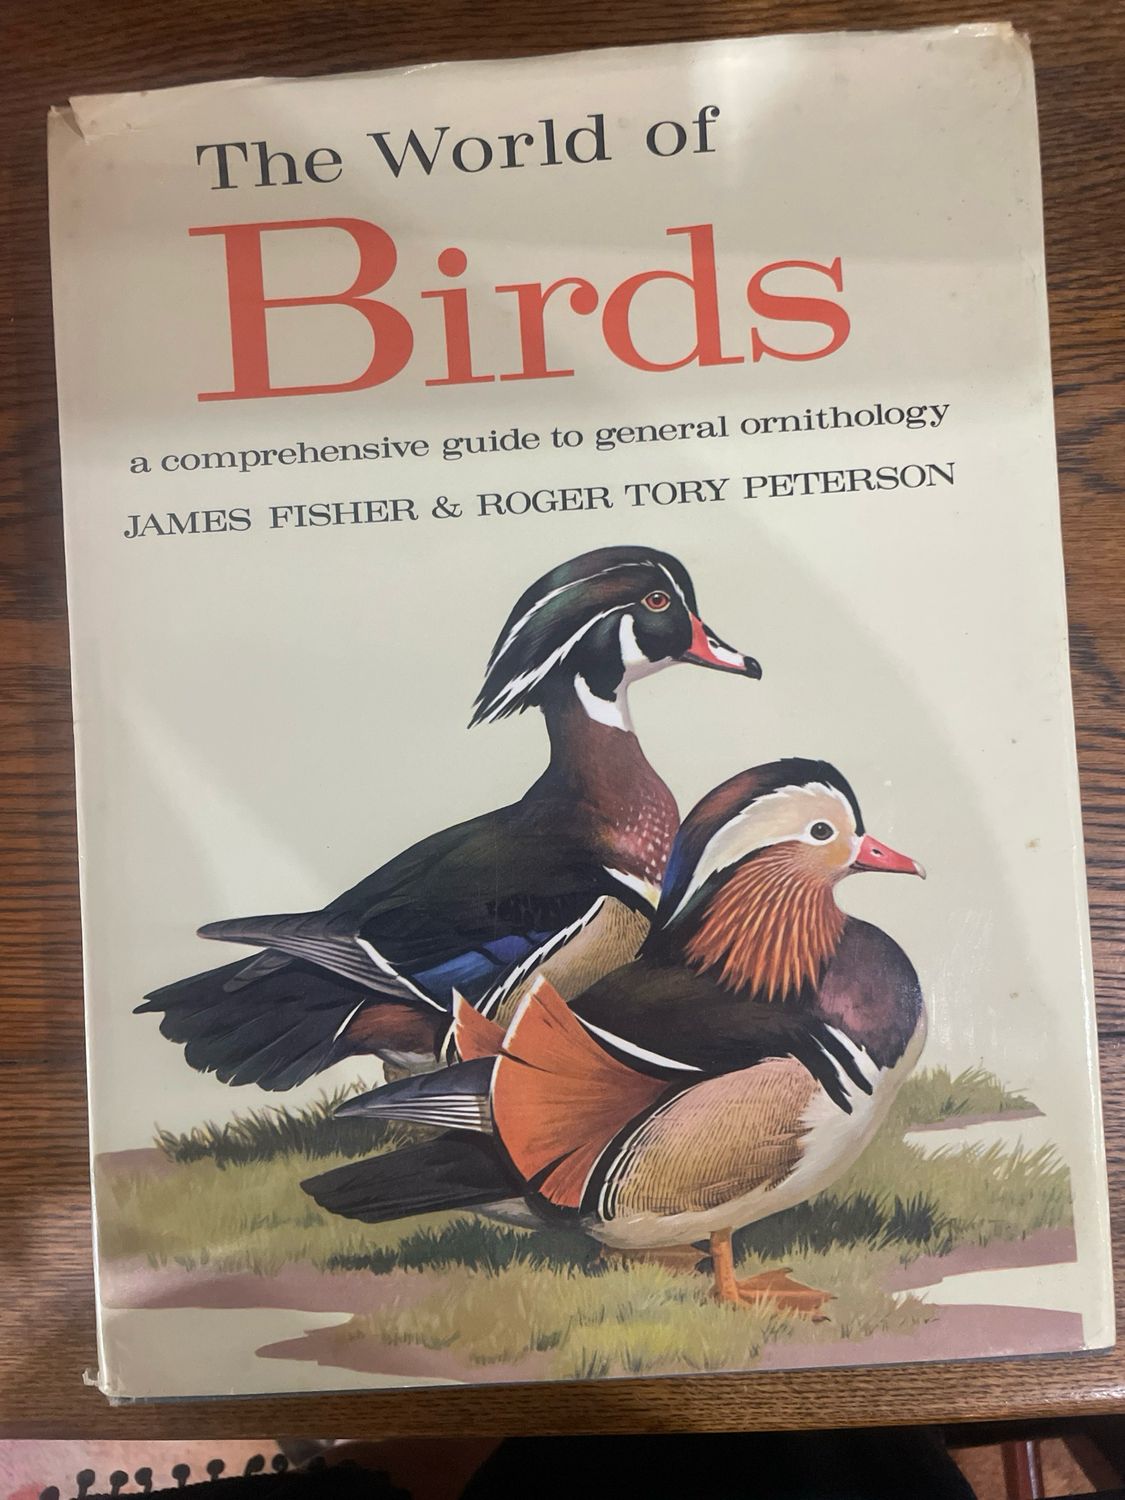 The World of
Birds
a comprehensive guide to general ornithology
JAMES FISHER & ROGER TORY PETERSON